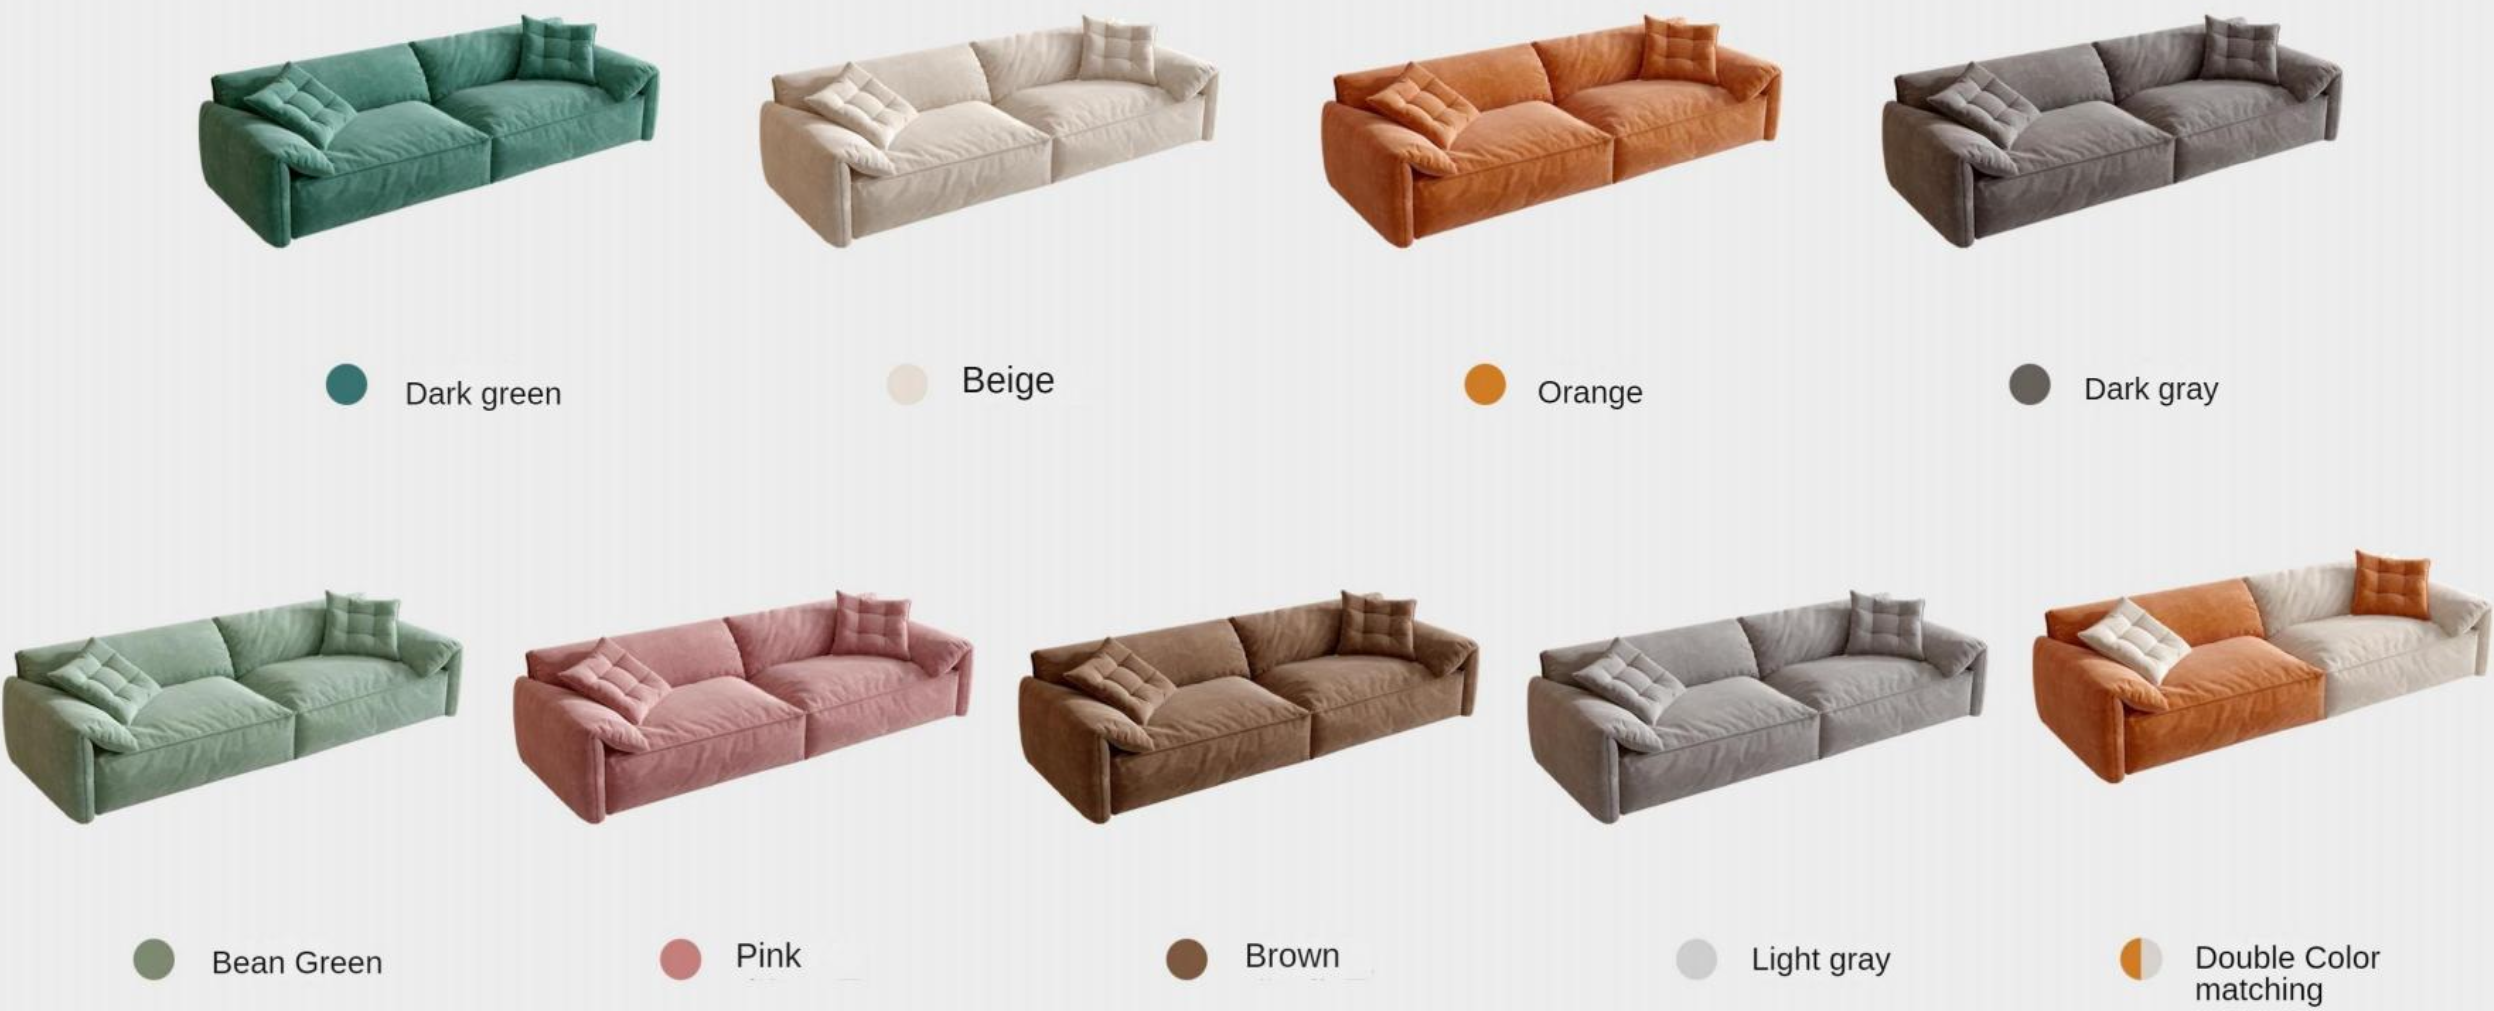 Dark green
Beige
Orange
Dark gray
Bean Green
Pink
Brown
Light gray
Double Color
matching